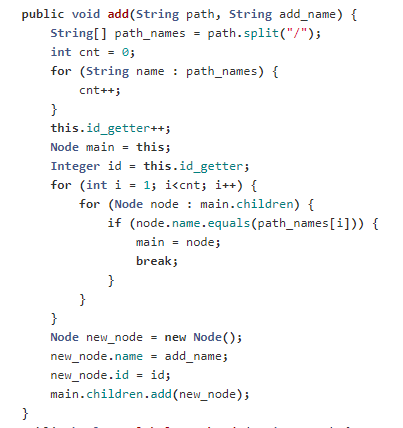 public void add(String path, String add_name) {
    String[] path_names = path.split("/");
    int cnt = 0;
    for (String name : path_names) {
        cnt++;
    }
    this.id_getter++;
    Node main = this;
    Integer id = this.id_getter;
    for (int i = 1; i<cnt; i++) {
        for (Node node : main.children) {
            if (node.name.equals(path_names[i])) {
                main = node;
                break;
            }
        }
    }
    Node new_node = new Node();
    new_node.name = add_name;
    new_node.id = id;
    main.children.add(new_node);
}